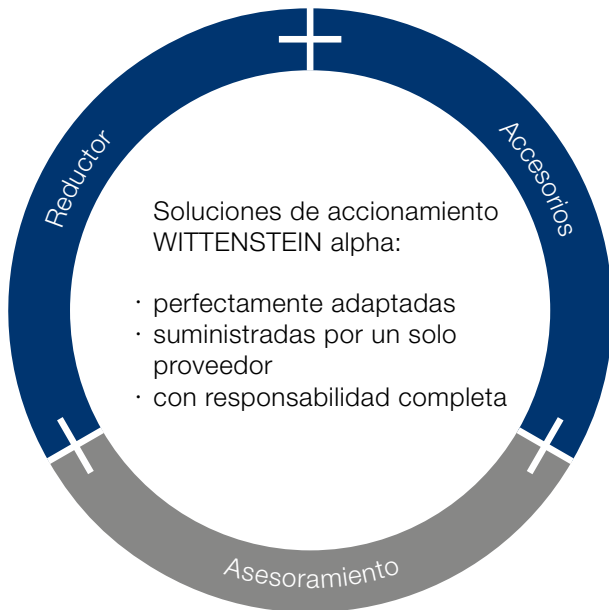 Reductor
Accesorios
Soluciones de accionamiento
WITTENSTEIN alpha:
· perfectamente adaptadas
· suministradas por un solo
proveedor
· con responsabilidad completa
Asesoramiento